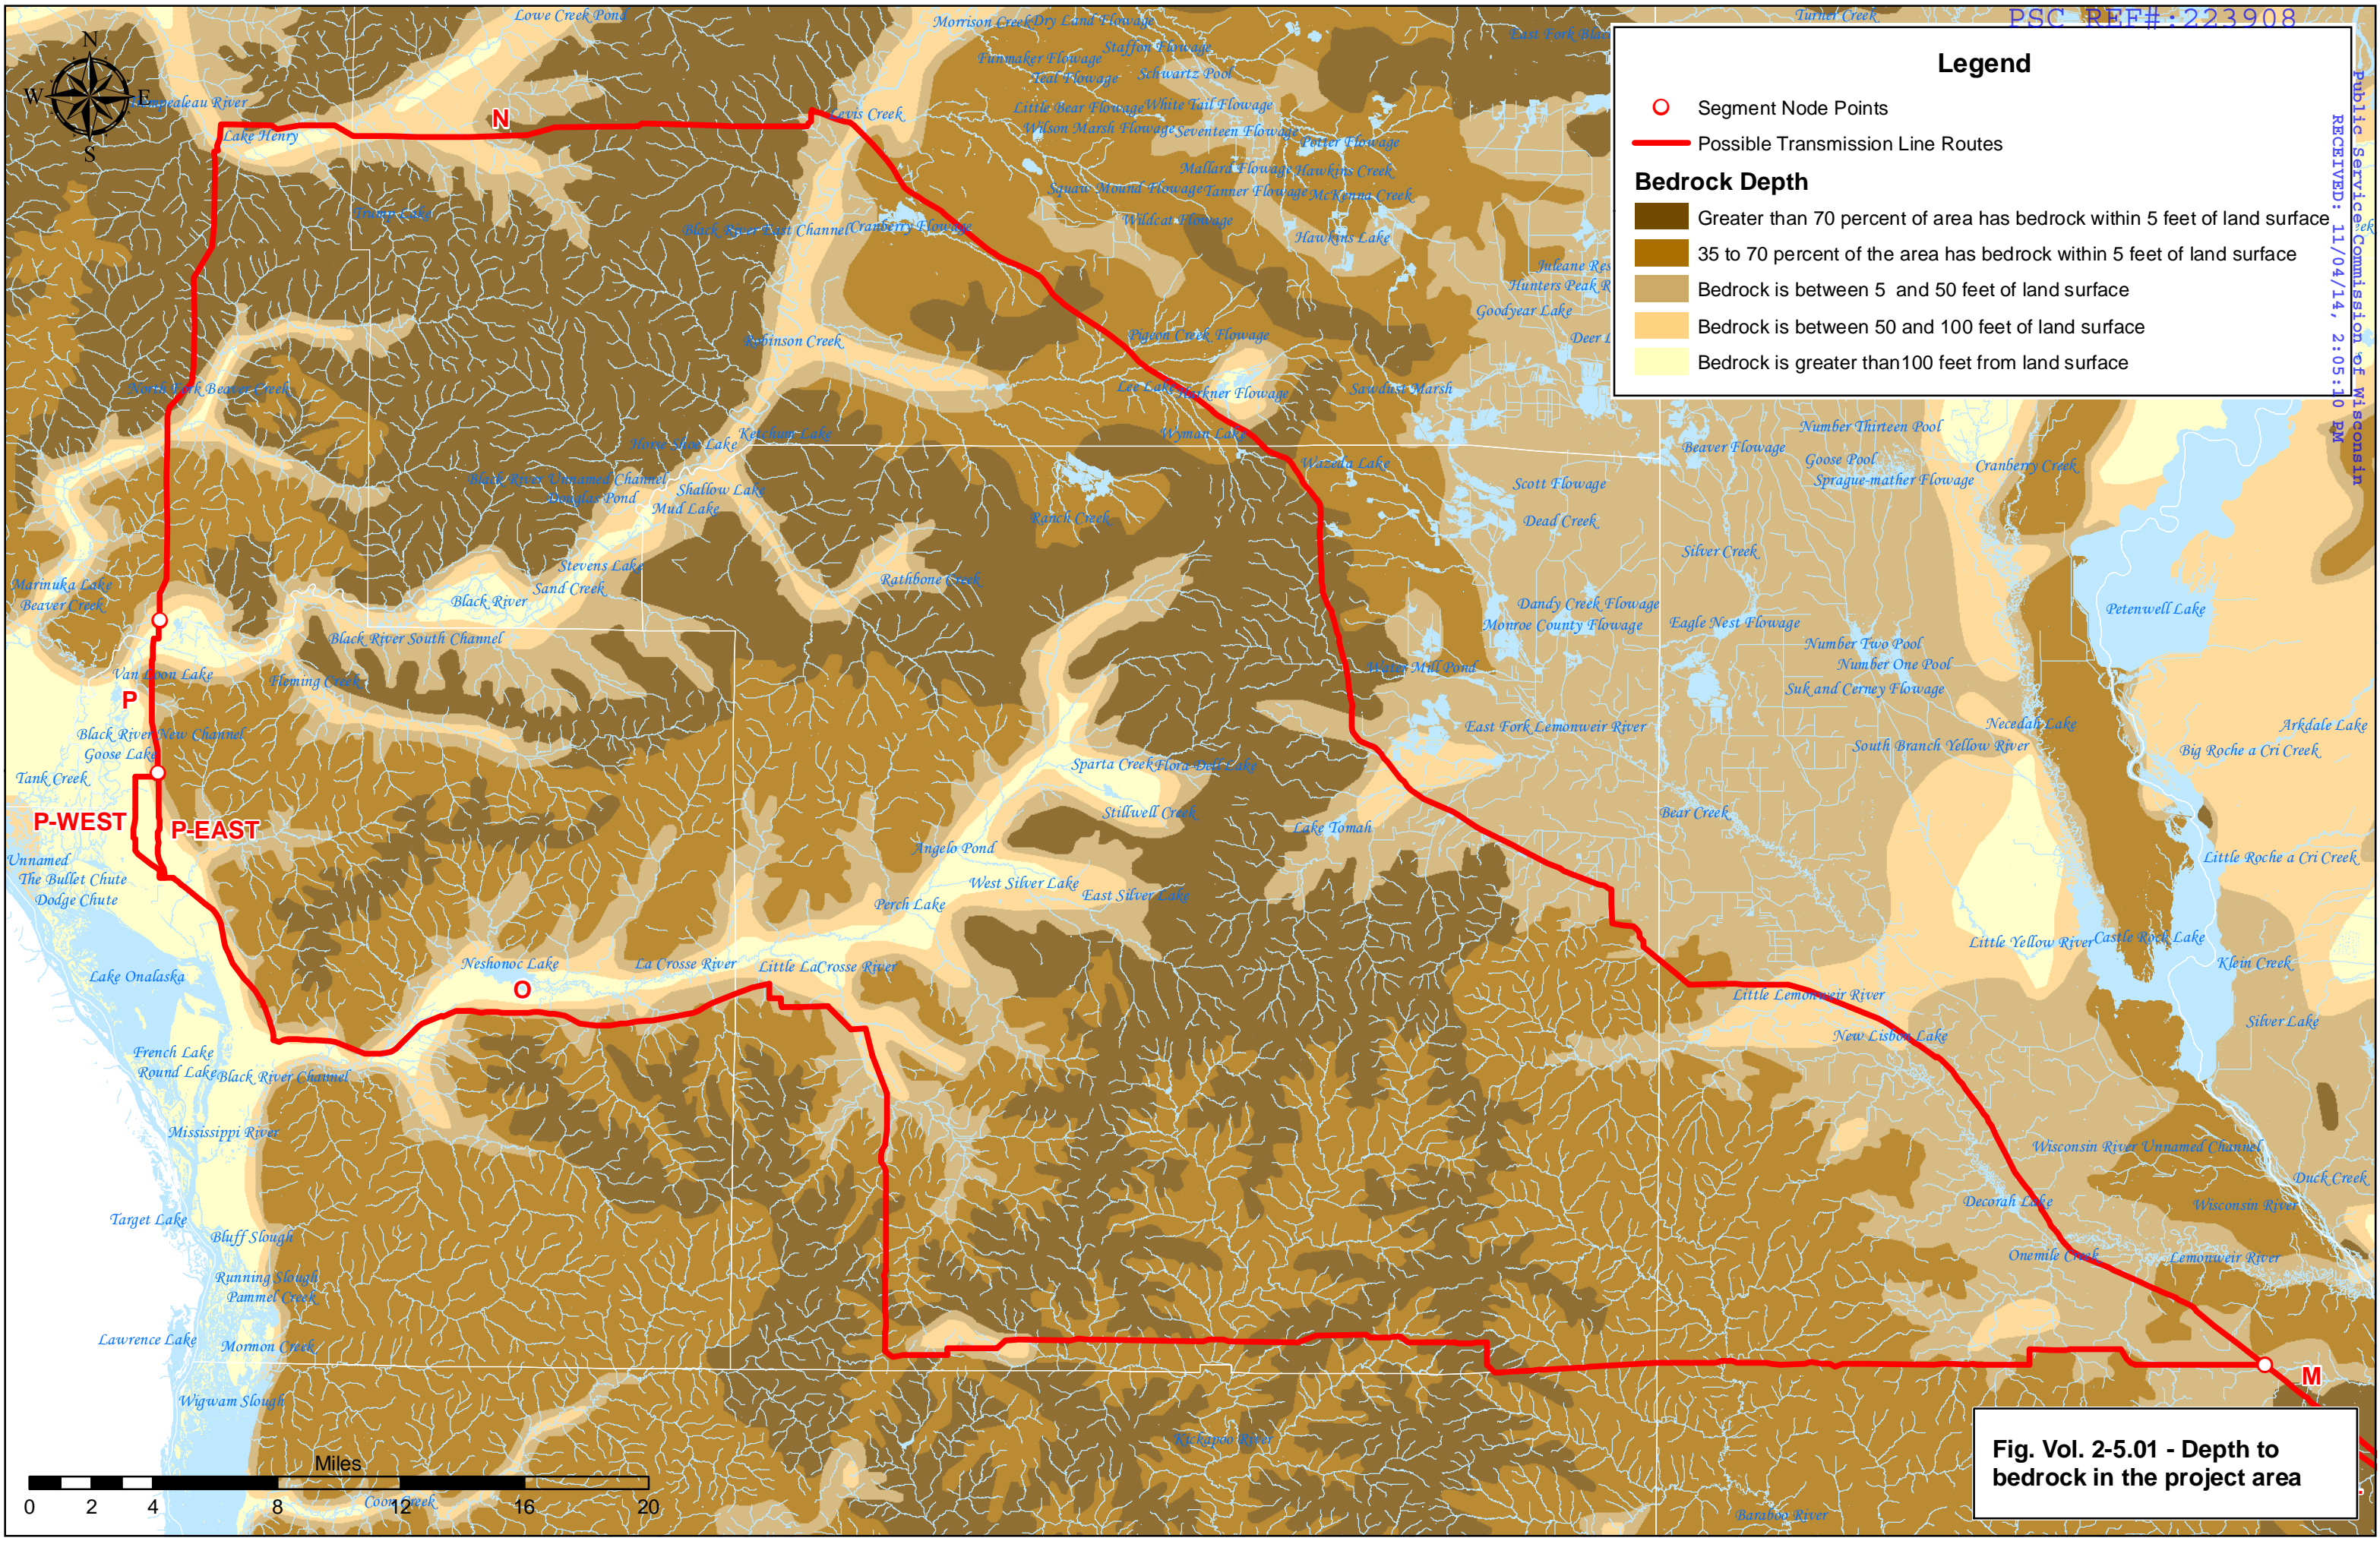 PSC REF#:223908
Public Service Commission of Wisconsin
RECEIVED: 11/04/14, 2:05:10 PM
Legend
Segment Node Points
Possible Transmission Line Routes
Bedrock Depth
Greater than 70 percent of area has bedrock within 5 feet of land surface
35 to 70 percent of the area has bedrock within 5 feet of land surface
Bedrock is between 5 and 50 feet of land surface
Bedrock is between 50 and 100 feet of land surface
Bedrock is greater than100 feet from land surface
N
W
E
S
Lowe Creek Pond
Morrison Creek
Dry Land Flowage
Turner Creek
Staffon Flowage
Funmaker Flowage
Teal Flowage
Schwartz Pool
East Fork Blac
Trempealeau River
Lake Henry
N
Levis Creek
Little Bear Flowage
White Tail Flowage
Wilson Marsh Flowage
Seventeen Flowage
Potter Flowage
Mallard Flowage
Hawkins Creek
Squaw Mound Flowage
Tanner Flowage
McKenna Creek
Trump Lake
Black River East Channel
Cranberry Flowage
Wildcat Flowage
Hawkins Lake
Juleane Res
Hunters Peak R
Goodyear Lake
Deer L
Robinson Creek
Pigeon Creek Flowage
North Fork Beaver Creek
Lee Lake
Harkner Flowage
Sawdust Marsh
Horse Shoe Lake
Ketchum Lake
Wyman Lake
Wazeda Lake
Beaver Flowage
Number Thirteen Pool
Goose Pool
Sprague-mather Flowage
Cranberry Creek
Black River Unnamed Channel
Douglas Pond
Shallow Lake
Mud Lake
Ranch Creek
Scott Flowage
Dead Creek
Silver Creek
Marinuka Lake
Beaver Creek
Stevens Lake
Sand Creek
Black River
Rathbone Creek
Dandy Creek Flowage
Monroe County Flowage
Eagle Nest Flowage
Petenwell Lake
Black River South Channel
Number Two Pool
Number One Pool
Suk and Cerney Flowage
Van Loon Lake
Fleming Creek
Watermill Pond
P
Black River New Channel
Goose Lake
Tank Creek
East Fork Lemonweir River
Necedah Lake
South Branch Yellow River
Arkdale Lake
Big Roche a Cri Creek
Sparta Creek
Flora Dell Lake
Stillwell Creek
P-WEST
P-EAST
Lake Tomah
Bear Creek
Angelo Pond
Little Roche a Cri Creek
Unnamed
The Bullet Chute
Dodge Chute
West Silver Lake
East Silver Lake
Perch Lake
Little Yellow River
Castle Rock Lake
Klein Creek
Lake Onalaska
Neshonoc Lake
La Crosse River
Little LaCrosse River
O
Little Lemonweir River
New Lisbon Lake
Silver Lake
French Lake
Round Lake
Black River Channel
Mississippi River
Wisconsin River Unnamed Channel
Duck Creek
Decorah Lake
Wisconsin River
Target Lake
Bluff Slough
Onemile Creek
Lemonweir River
Running Slough
Pammel Creek
Lawrence Lake
Mormon Creek
M
Wigwam Slough
Kickapoo River
Coon Creek
Baraboo River
Miles
0 2 4 8 12 16 20
Fig. Vol. 2-5.01 - Depth to
bedrock in the project area